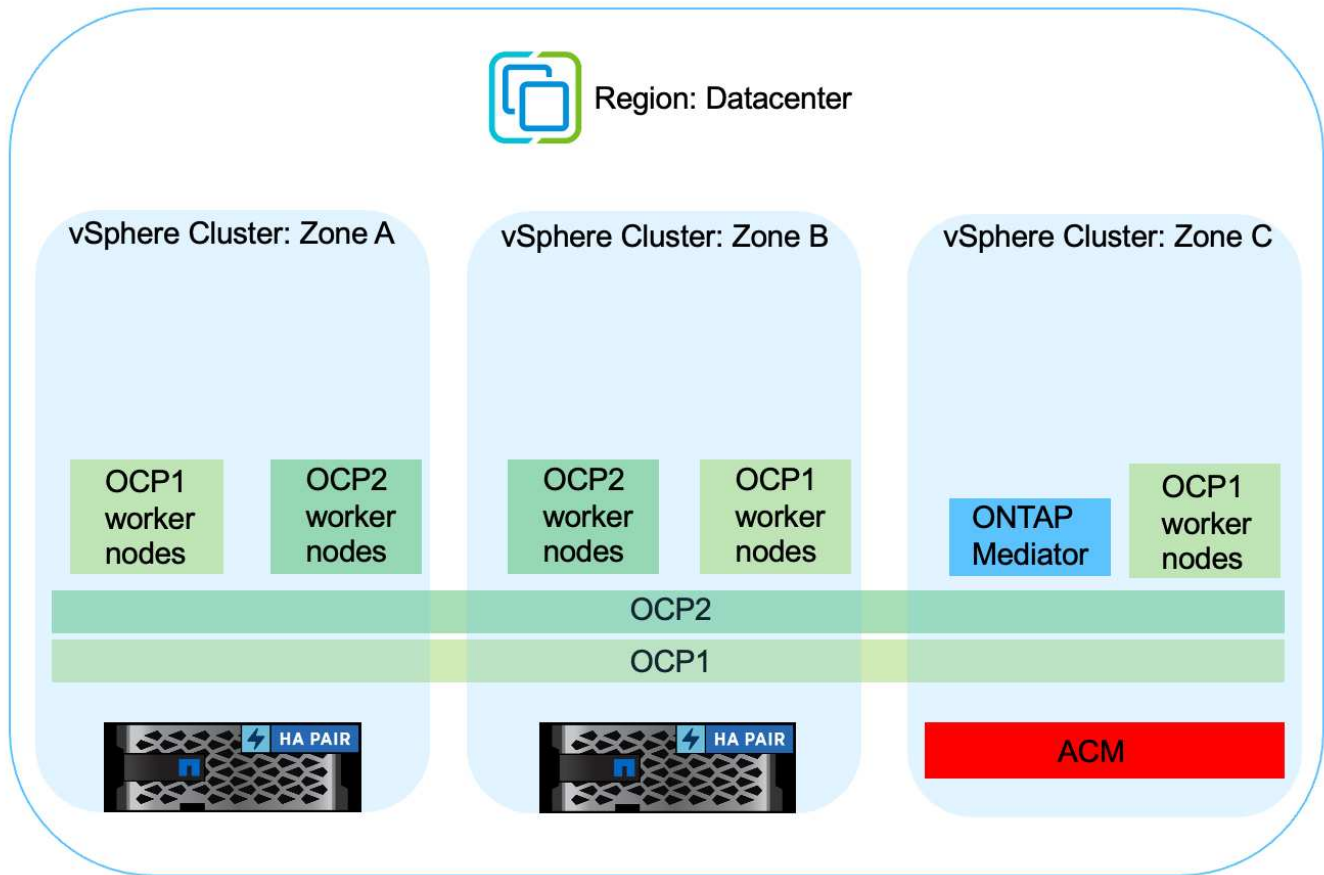 Region: Datacenter
vSphere Cluster: Zone A
vSphere Cluster: Zone B
vSphere Cluster: Zone C
OCP1
worker
nodes
OCP2
worker
nodes
OCP2
worker
nodes
OCP1
worker
nodes
ONTAP
Mediator
OCP1
worker
nodes
OCP2
OCP1
HA PAIR
HA PAIR
ACM